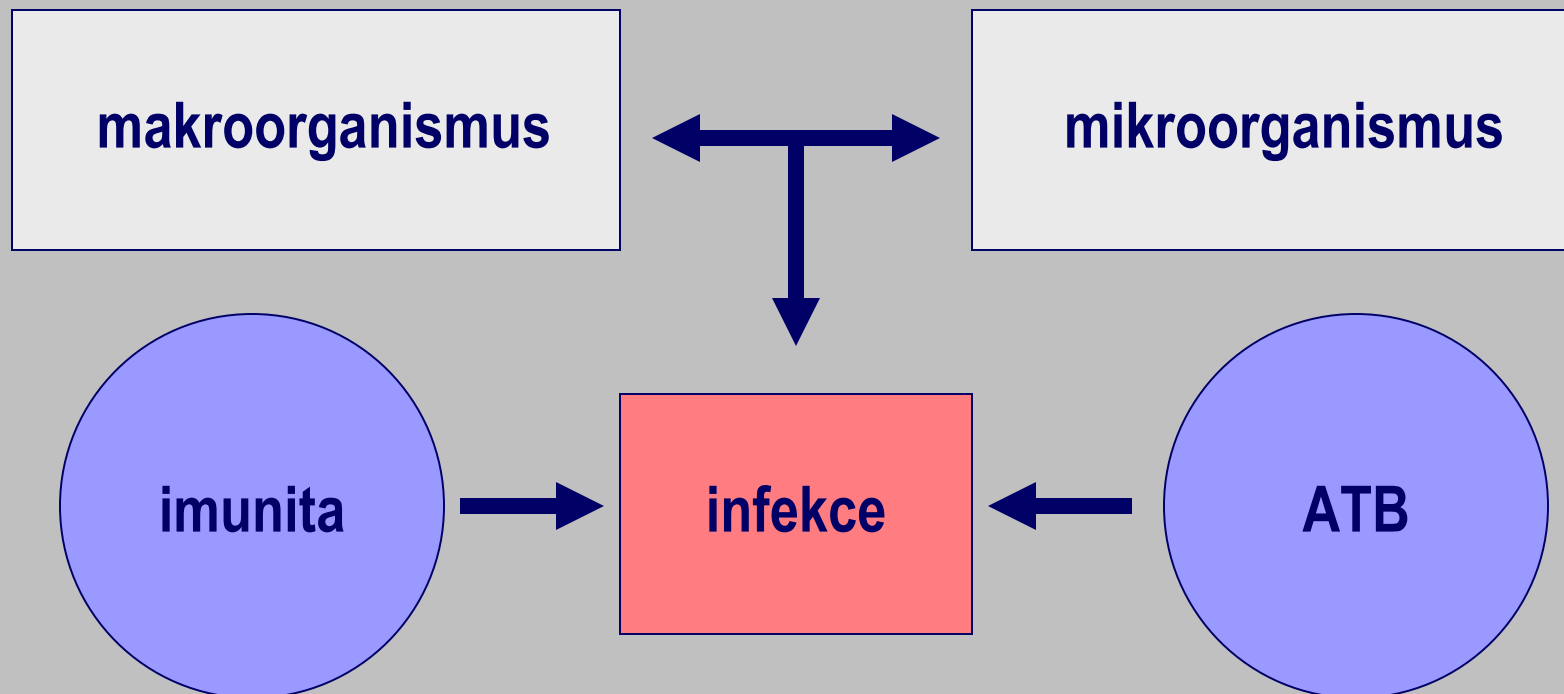 makroorganismus
mikroorganismus
imunita
infekce
ATB